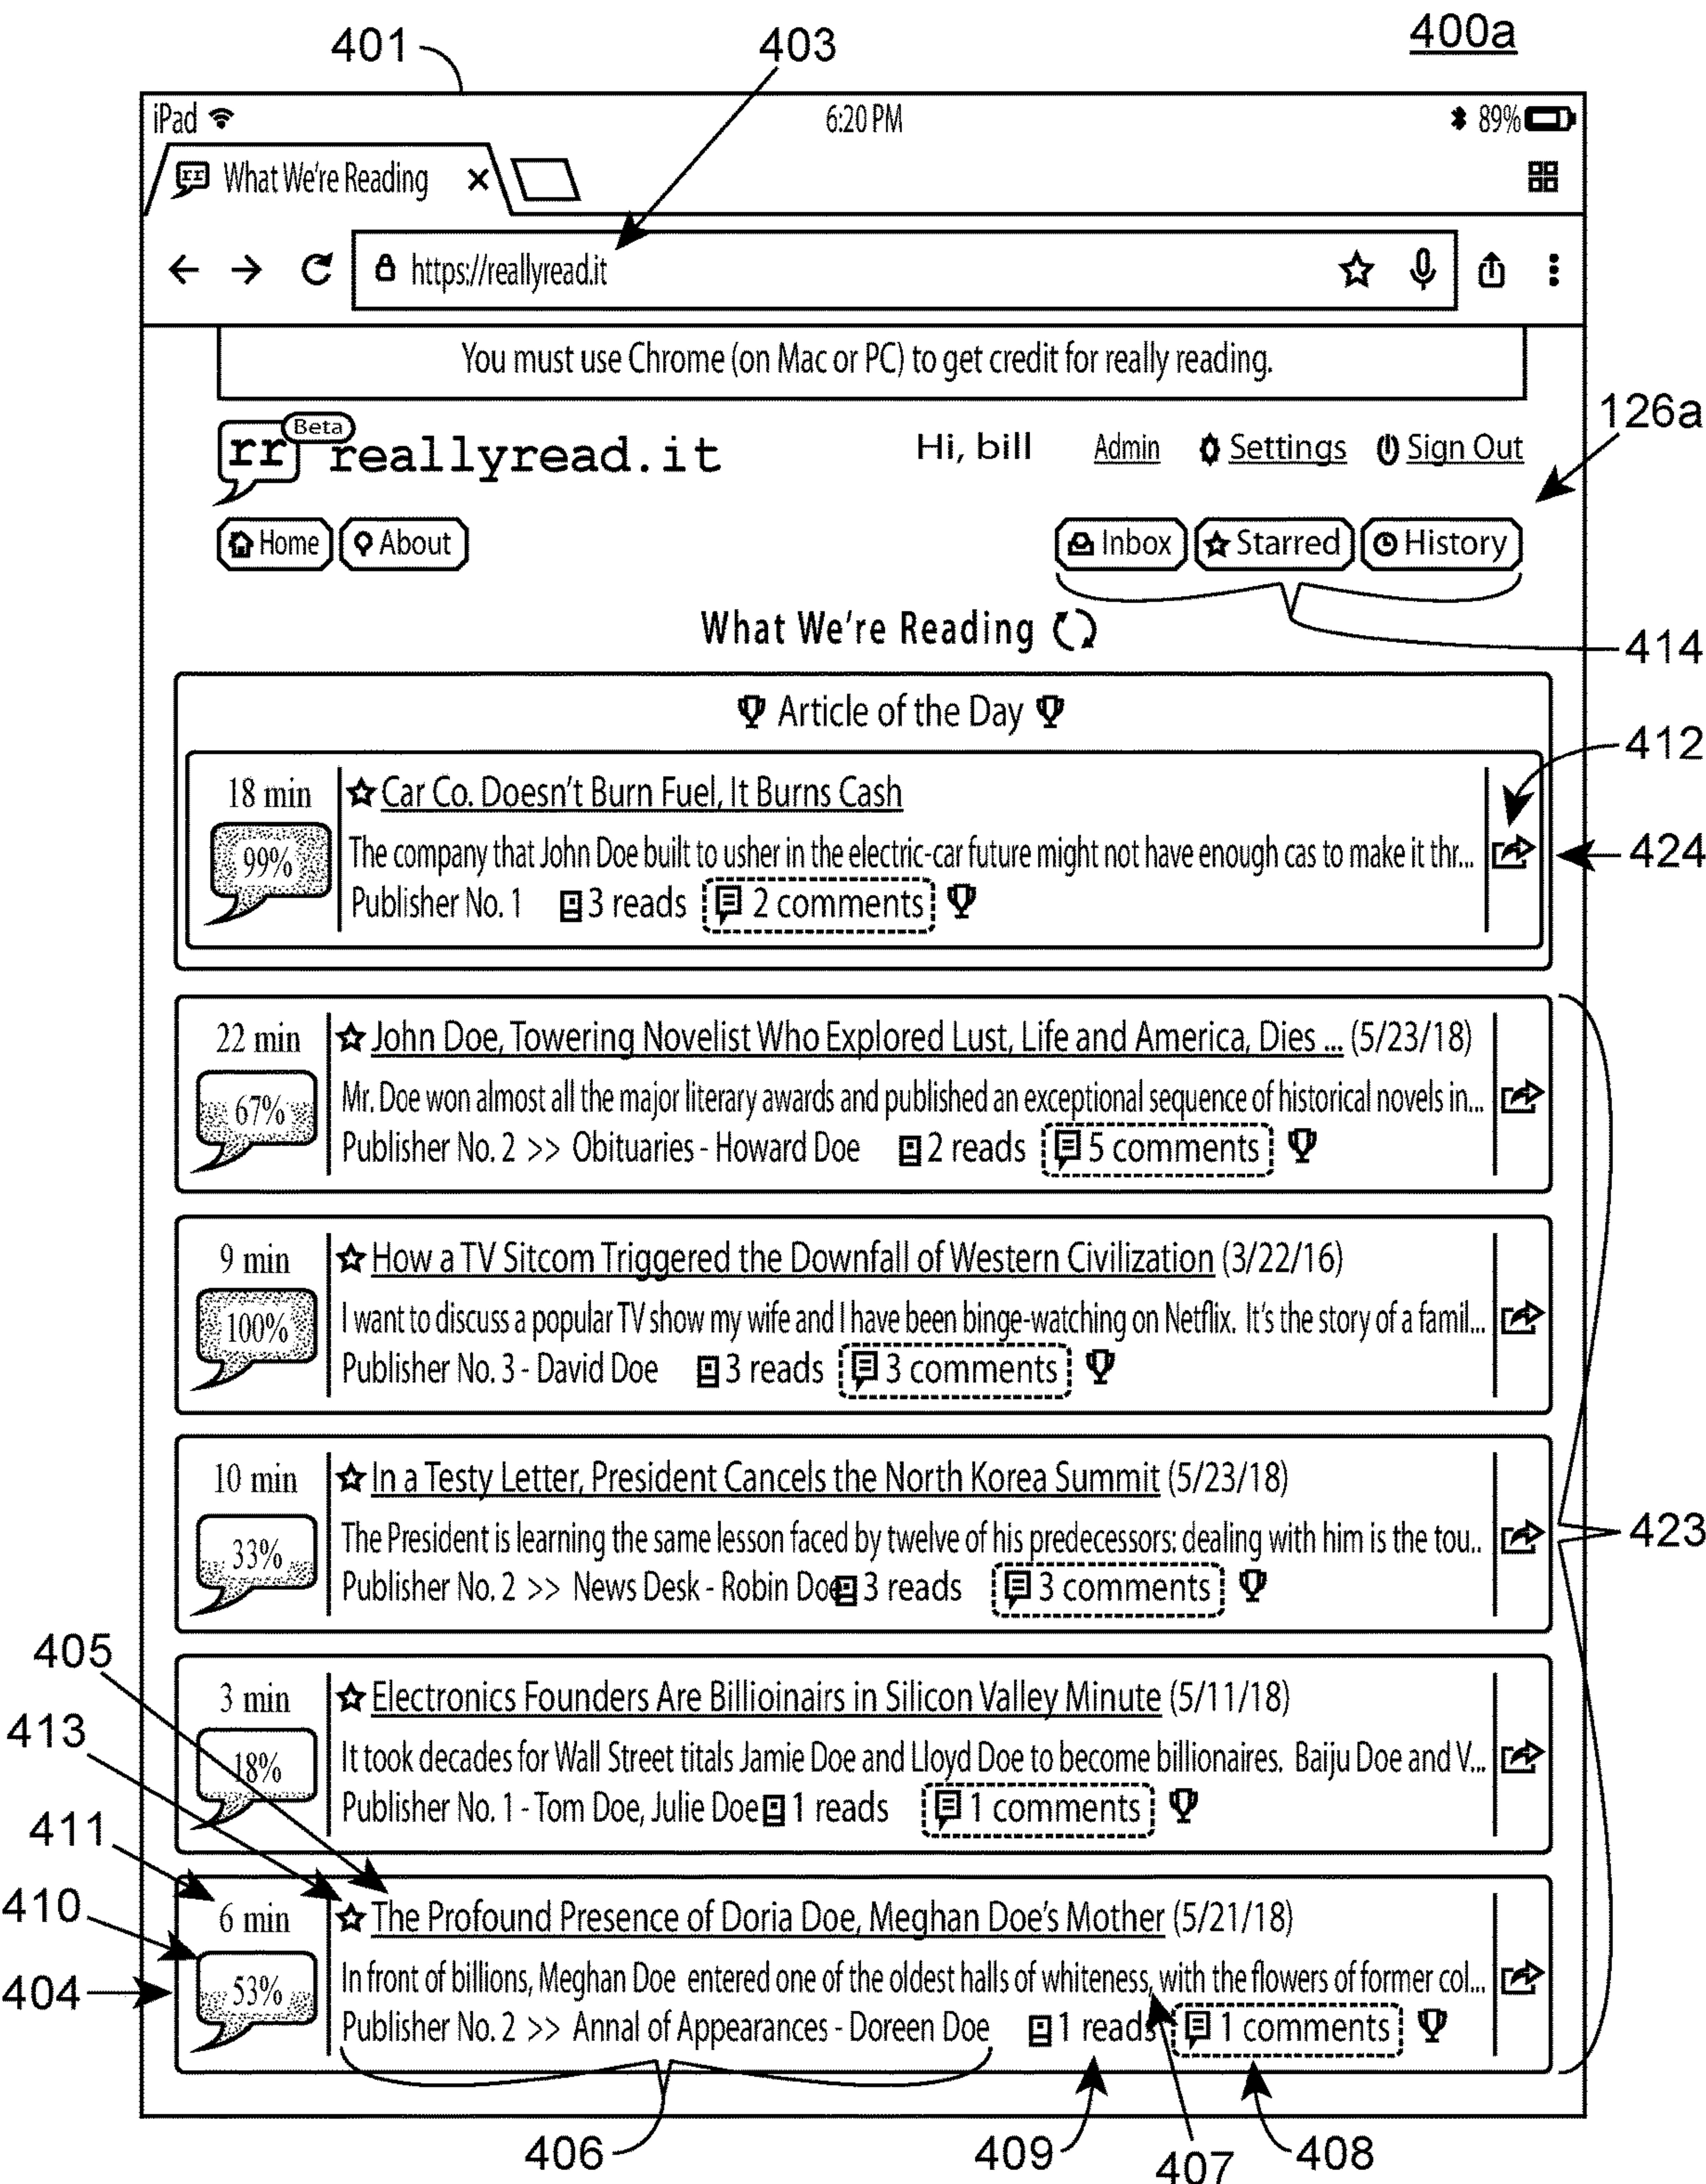 400a
401
403
iPad 6:20 PM 89%
rr What We're Reading
https://reallyread.it
You must use Chrome (on Mac or PC) to get credit for really reading.
126a
rr Beta reallyread.it Hi, bill Admin Settings Sign Out
Home About Inbox Starred History
What We're Reading
414
Article of the Day
412
18 min Car Co. Doesn't Burn Fuel, It Burns Cash
99% The company that John Doe built to usher in the electric-car future might not have enough cas to make it thr... 424
Publisher No. 1 3 reads 2 comments
22 min John Doe, Towering Novelist Who Explored Lust, Life and America, Dies ... (5/23/18)
67% Mr. Doe won almost all the major literary awards and published an exceptional sequence of historical novels in...
Publisher No. 2 >> Obituaries - Howard Doe 2 reads 5 comments
9 min How a TV Sitcom Triggered the Downfall of Western Civilization (3/22/16)
100% I want to discuss a popular TV show my wife and I have been binge-watching on Netflix. It's the story of a famil...
Publisher No. 3 - David Doe 3 reads 3 comments
10 min In a Testy Letter, President Cancels the North Korea Summit (5/23/18)
33% The President is learning the same lesson faced by twelve of his predecessors: dealing with him is the tou.. 423
Publisher No. 2 >> News Desk - Robin Doe 3 reads 3 comments
405
3 min Electronics Founders Are Billioinairs in Silicon Valley Minute (5/11/18)
413
18% It took decades for Wall Street titals Jamie Doe and Lloyd Doe to become billionaires. Baiju Doe and V...
Publisher No. 1 - Tom Doe, Julie Doe 1 reads 1 comments
411
410
6 min The Profound Presence of Doria Doe, Meghan Doe's Mother (5/21/18)
404 53% In front of billions, Meghan Doe entered one of the oldest halls of whiteness, with the flowers of former col...
Publisher No. 2 >> Annal of Appearances - Doreen Doe 1 reads 1 comments
406 409 407 408